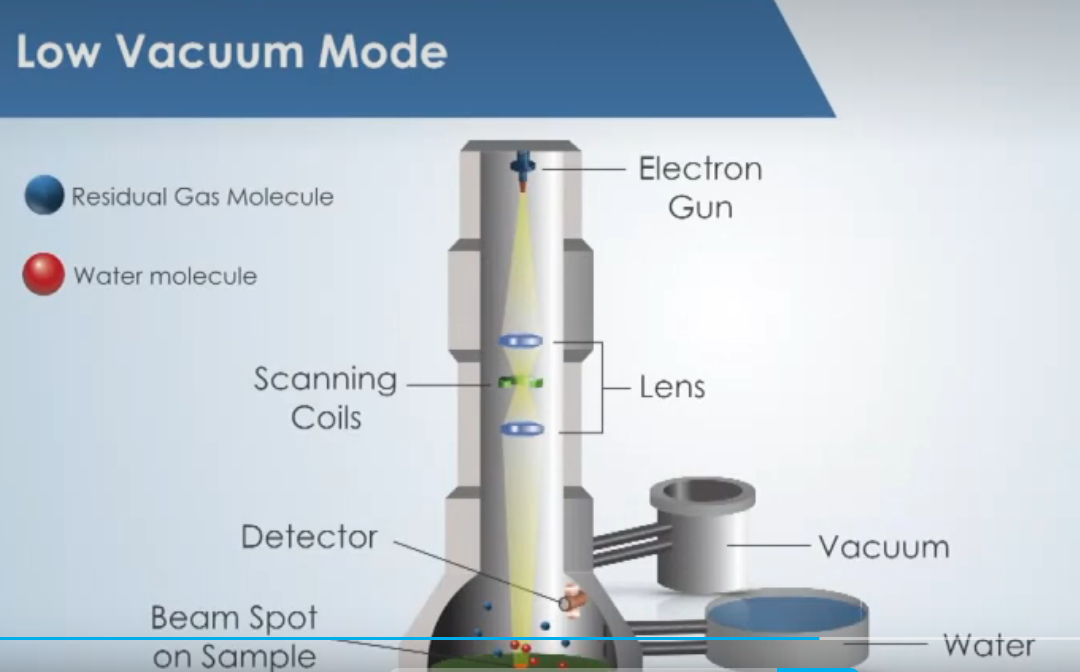 Low Vacuum Mode
Residual Gas Molecule
Water molecule
Electron
Gun
Scanning
Coils
Lens
Detector
Vacuum
Beam Spot
on Sample
Water